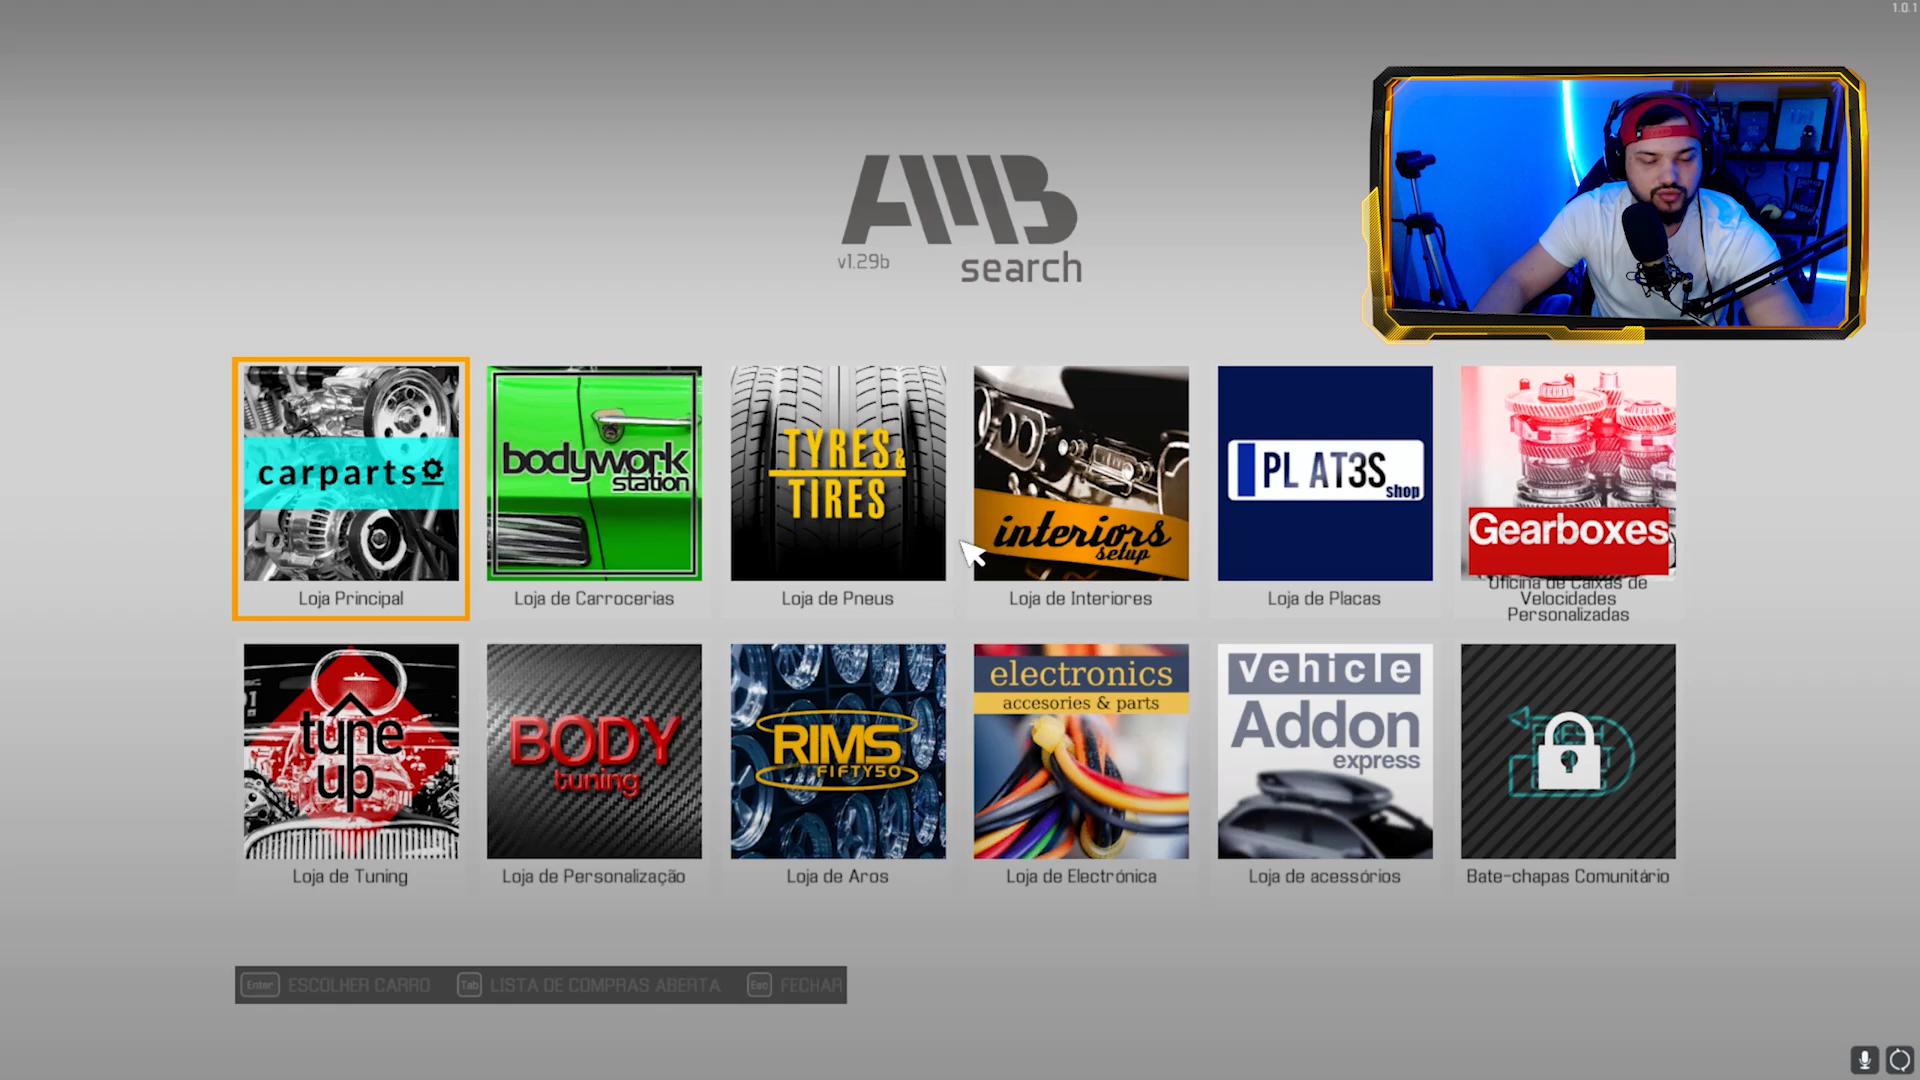 1.0.1
AMB
v1.29b
search
carparts
Loja Principal
bodywork
station
Loja de Carrocerias
TYRES &
TIRES
Loja de Pneus
interiors
setup
Loja de Interiores
PL AT3S
shop
Loja de Placas
Gearboxes
Oficina de Caixas de
Velocidades
Personalizadas
tune
up
Loja de Tuning
BODY
tuning
Loja de Personalização
RIMS
FIFTY50
Loja de Aros
electronics
accesories & parts
Loja de Electrónica
vehicle
Addon
express
Loja de acessórios
Bate-chapas Comunitário
Enter ESCOLHER CARRO Tab LISTA DE COMPRAS ABERTA Esc FECHAR